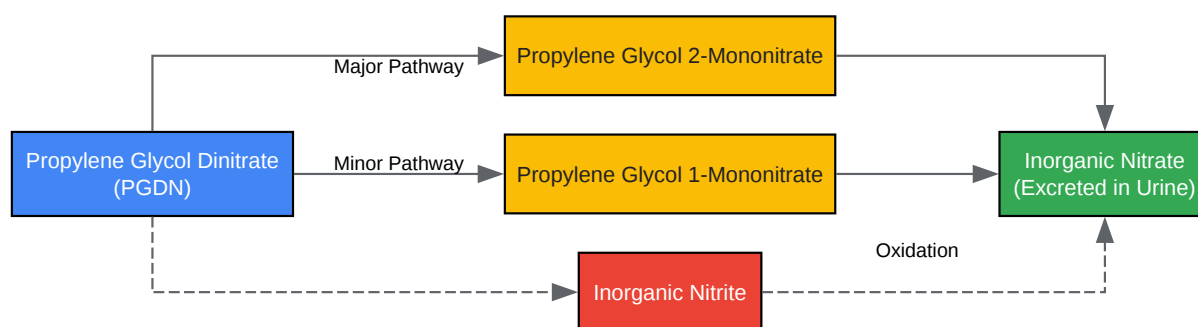 Propylene Glycol 2-Mononitrate
Major Pathway
Propylene Glycol Dinitrate
(PGDN)
Minor Pathway
Propylene Glycol 1-Mononitrate
Inorganic Nitrate
(Excreted in Urine)
Oxidation
Inorganic Nitrite